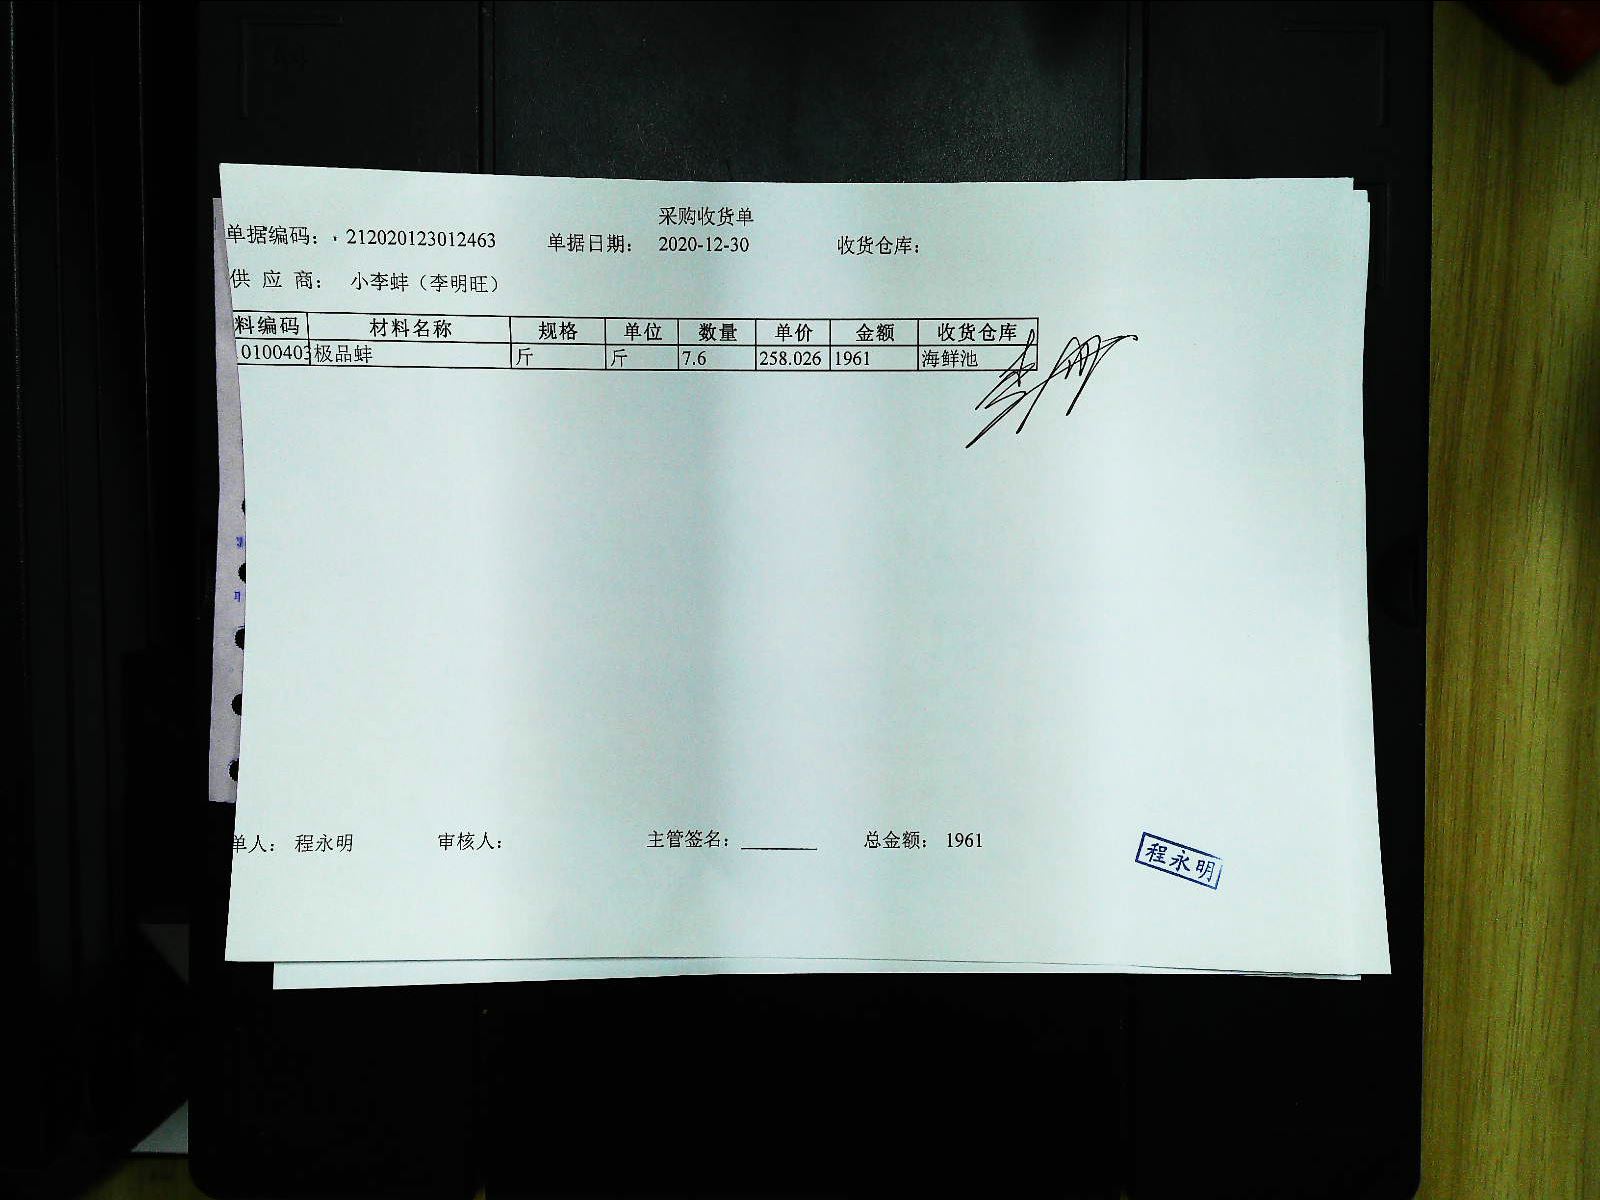 采购收货单
单据编码： 212020123012463 单据日期： 2020-12-30 收货仓库：
供 应 商： 小李蚌（李明旺）
料编码 材料名称 规格 单位 数量 单价 金额 收货仓库
0100403 极品蚌 斤 斤 7.6 258.026 1961 海鲜池
单人： 程永明 审核人： 主管签名： 总金额： 1961
程永明